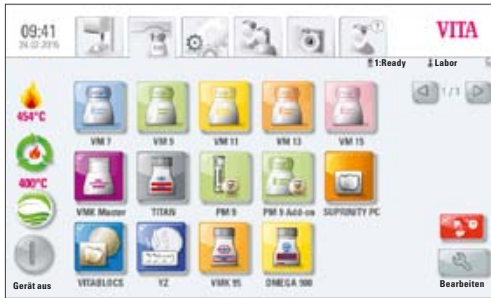 09:41
24.02.2016
VITA
1:Ready Labor
454°C
1/1
VM 7 VM 9 VM 11 VM 13 VM 15
400°C
VMK Master TITAN PM 9 PM 9 Add-on SUPRINITY PC
Gerät aus
VITABLOCS YZ VMK 95 OMEGA 900
Bearbeiten